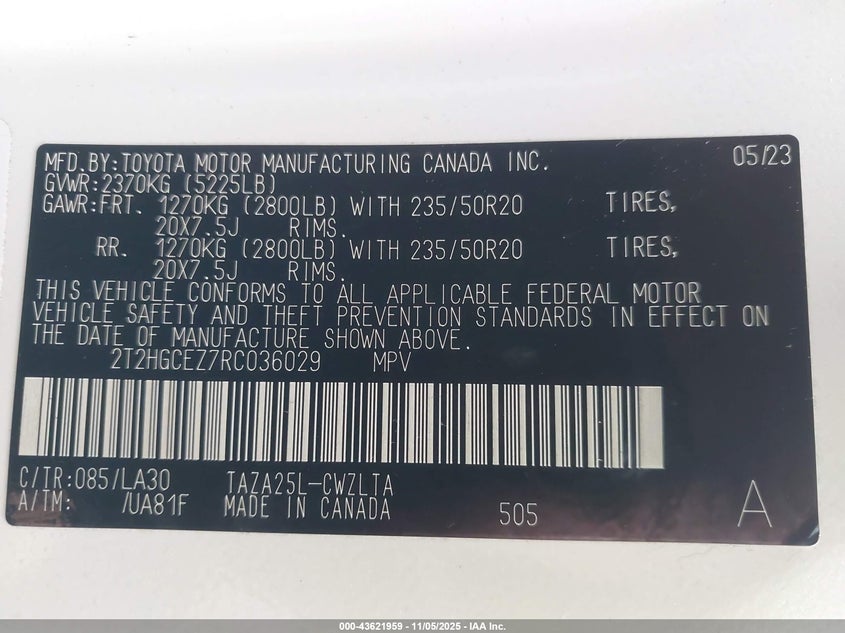 MFD.BY:TOYOTA MOTOR MANUFACTURING CANADA INC. 05/23
GVWR:2370KG (5225LB)
GAWR:FRT. 1270KG (2800LB) WITH 235/50R20 TIRES,
20X7.5J RIMS.
RR. 1270KG (2800LB) WITH 235/50R20 TIRES,
20X7.5J RIMS.
THIS VEHICLE CONFORMS TO ALL APPLICABLE FEDERAL MOTOR
VEHICLE SAFETY AND THEFT PREVENTION STANDARDS IN EFFECT ON
THE DATE OF MANUFACTURE SHOWN ABOVE.
2T2HGCEZ7RC036029 MPV
C/TR:085/LA30 TAZA25L-CWZLTA
A/TM: /UA81F MADE IN CANADA 505 A
000-43621959 - 11/05/2025 - IAA Inc.